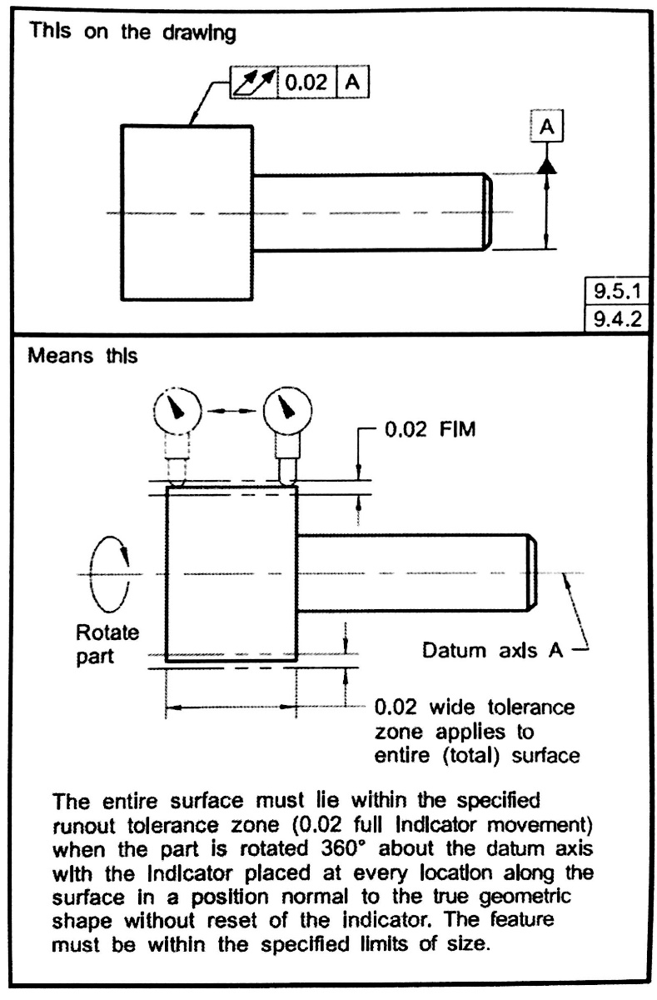 This on the drawing
0.02 A
A
9.5.1
9.4.2
Means this
0.02 FIM
Rotate
part
Datum axis A
0.02 wide tolerance
zone applies to
entire (total) surface
The entire surface must lie within the specified
runout tolerance zone (0.02 full indicator movement)
when the part is rotated 360° about the datum axis
with the indicator placed at every location along the
surface in a position normal to the true geometric
shape without reset of the indicator. The feature
must be within the specified limits of size.